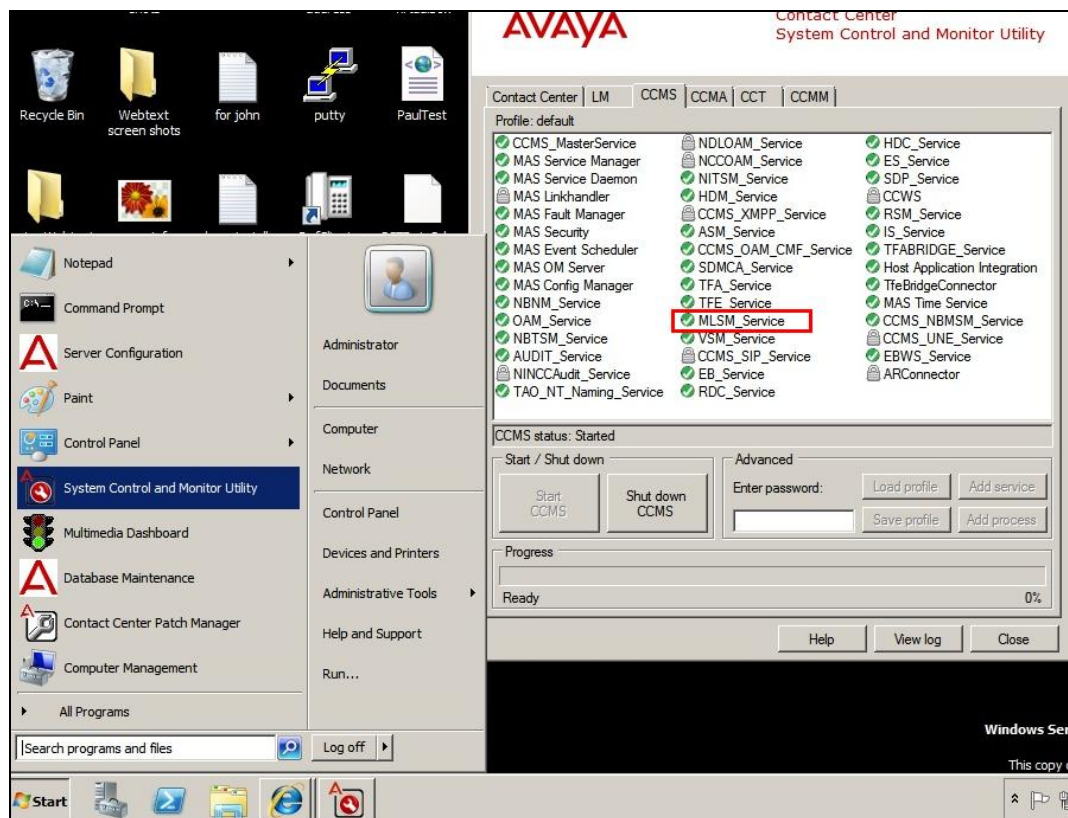 AVAYA
Contact Center
System Control and Monitor Utility
Recycle Bin
Webtext
screen shots
for john
putty
PaulTest
Contact Center
LM
CCMS
CCMA
CCT
CCMM
Profile: default
CCMS_MasterService
MAS Service Manager
MAS Service Daemon
MAS Linkhandler
MAS Fault Manager
MAS Security
MAS Event Scheduler
MAS OM Server
MAS Config Manager
NBNM_Service
OAM_Service
NBTSM_Service
AUDIT_Service
NINCCAudit_Service
TAO_NT_Naming_Service
NDLOAM_Service
NCCOAM_Service
NITSM_Service
HDM_Service
CCMS_XMPP_Service
ASM_Service
CCMS_OAM_CMF_Service
SDMCA_Service
TFA_Service
TFE_Service
MLSM_Service
VSM_Service
CCMS_SIP_Service
EB_Service
RDC_Service
HDC_Service
ES_Service
SDP_Service
CCWS
RSM_Service
IS_Service
TFABRIDGE_Service
Host Application Integration
TfeBridgeConnector
MAS Time Service
CCMS_NBMSM_Service
CCMS_UNE_Service
EBWS_Service
ARConnector
CCMS status: Started
Start / Shut down
Start
CCMS
Shut down
CCMS
Advanced
Enter password:
Load profile
Add service
Save profile
Add process
Progress
Ready
0%
Help
View log
Close
Notepad
Command Prompt
Server Configuration
Paint
Control Panel
System Control and Monitor Utility
Multimedia Dashboard
Database Maintenance
Contact Center Patch Manager
Computer Management
All Programs
Search programs and files
Administrator
Documents
Computer
Network
Control Panel
Devices and Printers
Administrative Tools
Help and Support
Run...
Log off
Windows Ser
This copy
Start